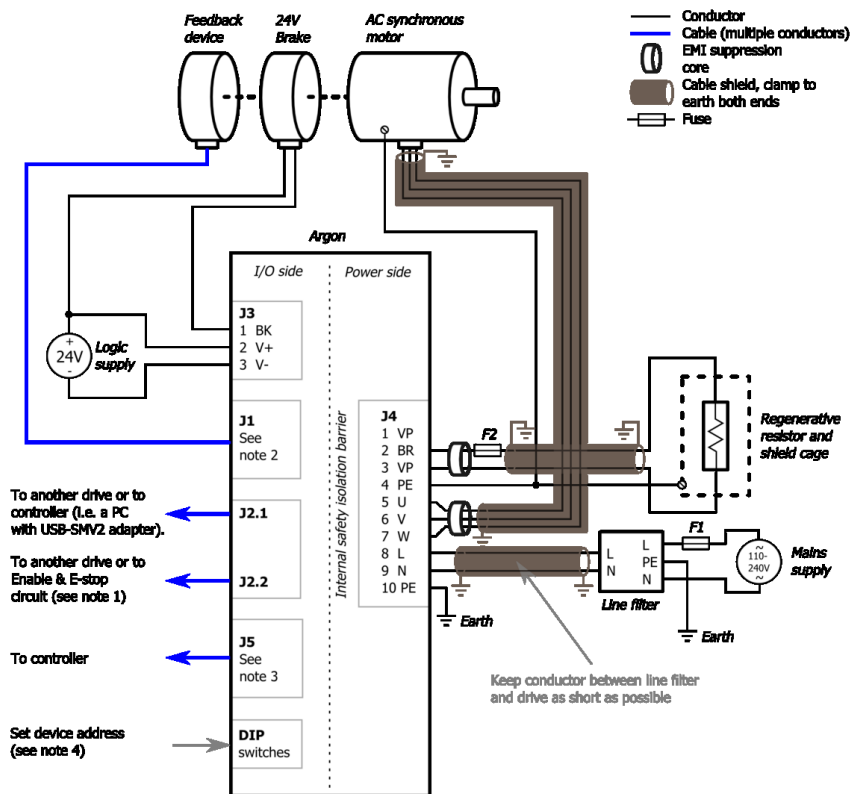 Feedback
device
24V
Brake
AC synchronous
motor
Conductor
Cable (multiple conductors)
EMI suppression
core
Cable shield, clamp to
earth both ends
Fuse
Argon
I/O side
Power side
J3
1 BK
2 V+
3 V-
+
24V
-
Logic
supply
J1
See
note 2
Internal safety isolation barrier
J4
1 VP
2 BR
3 VP
4 PE
5 U
6 V
7 W
8 L
9 N
10 PE
F2
Regenerative
resistor and
shield cage
To another drive or to
controller (i.e. a PC
with USB-SMV2 adapter).
J2.1
To another drive or to
Enable & E-stop
circuit (see note 1)
J2.2
L
N
L
PE
N
Line filter
F1
~
110-
240V
~
Mains
supply
Earth
Earth
To controller
J5
See
note 3
Keep conductor between line filter
and drive as short as possible
Set device address
(see note 4)
DIP
switches